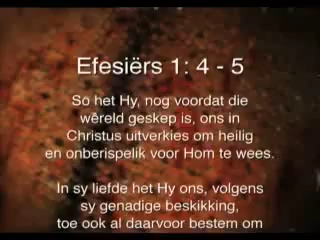 Efesiërs 1: 4 - 5
So het Hy, nog voordat die
wêreld geskep is, ons in
Christus uitverkies om heilig
en onberispelik voor Hom te wees.
In sy liefde het Hy ons, volgens
sy genadige beskikking,
toe ook al daarvoor bestem om